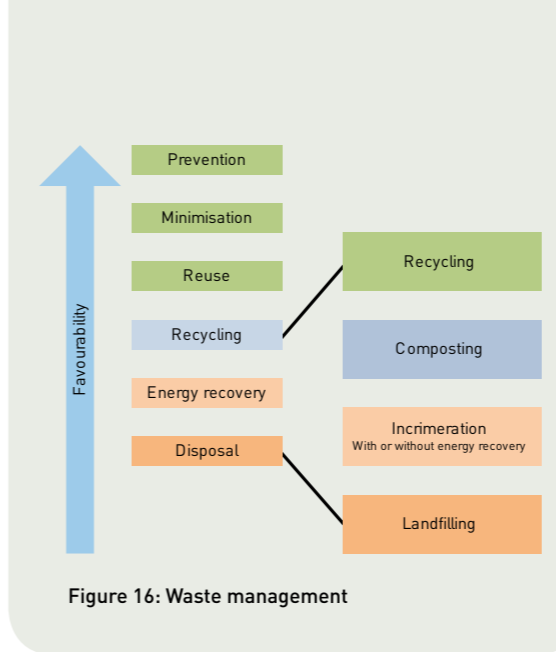 Favourability
Prevention
Minimisation
Reuse
Recycling
Energy recovery
Disposal
Recycling
Composting
Incrimeration
With or without energy recovery
Landfilling
Figure 16: Waste management